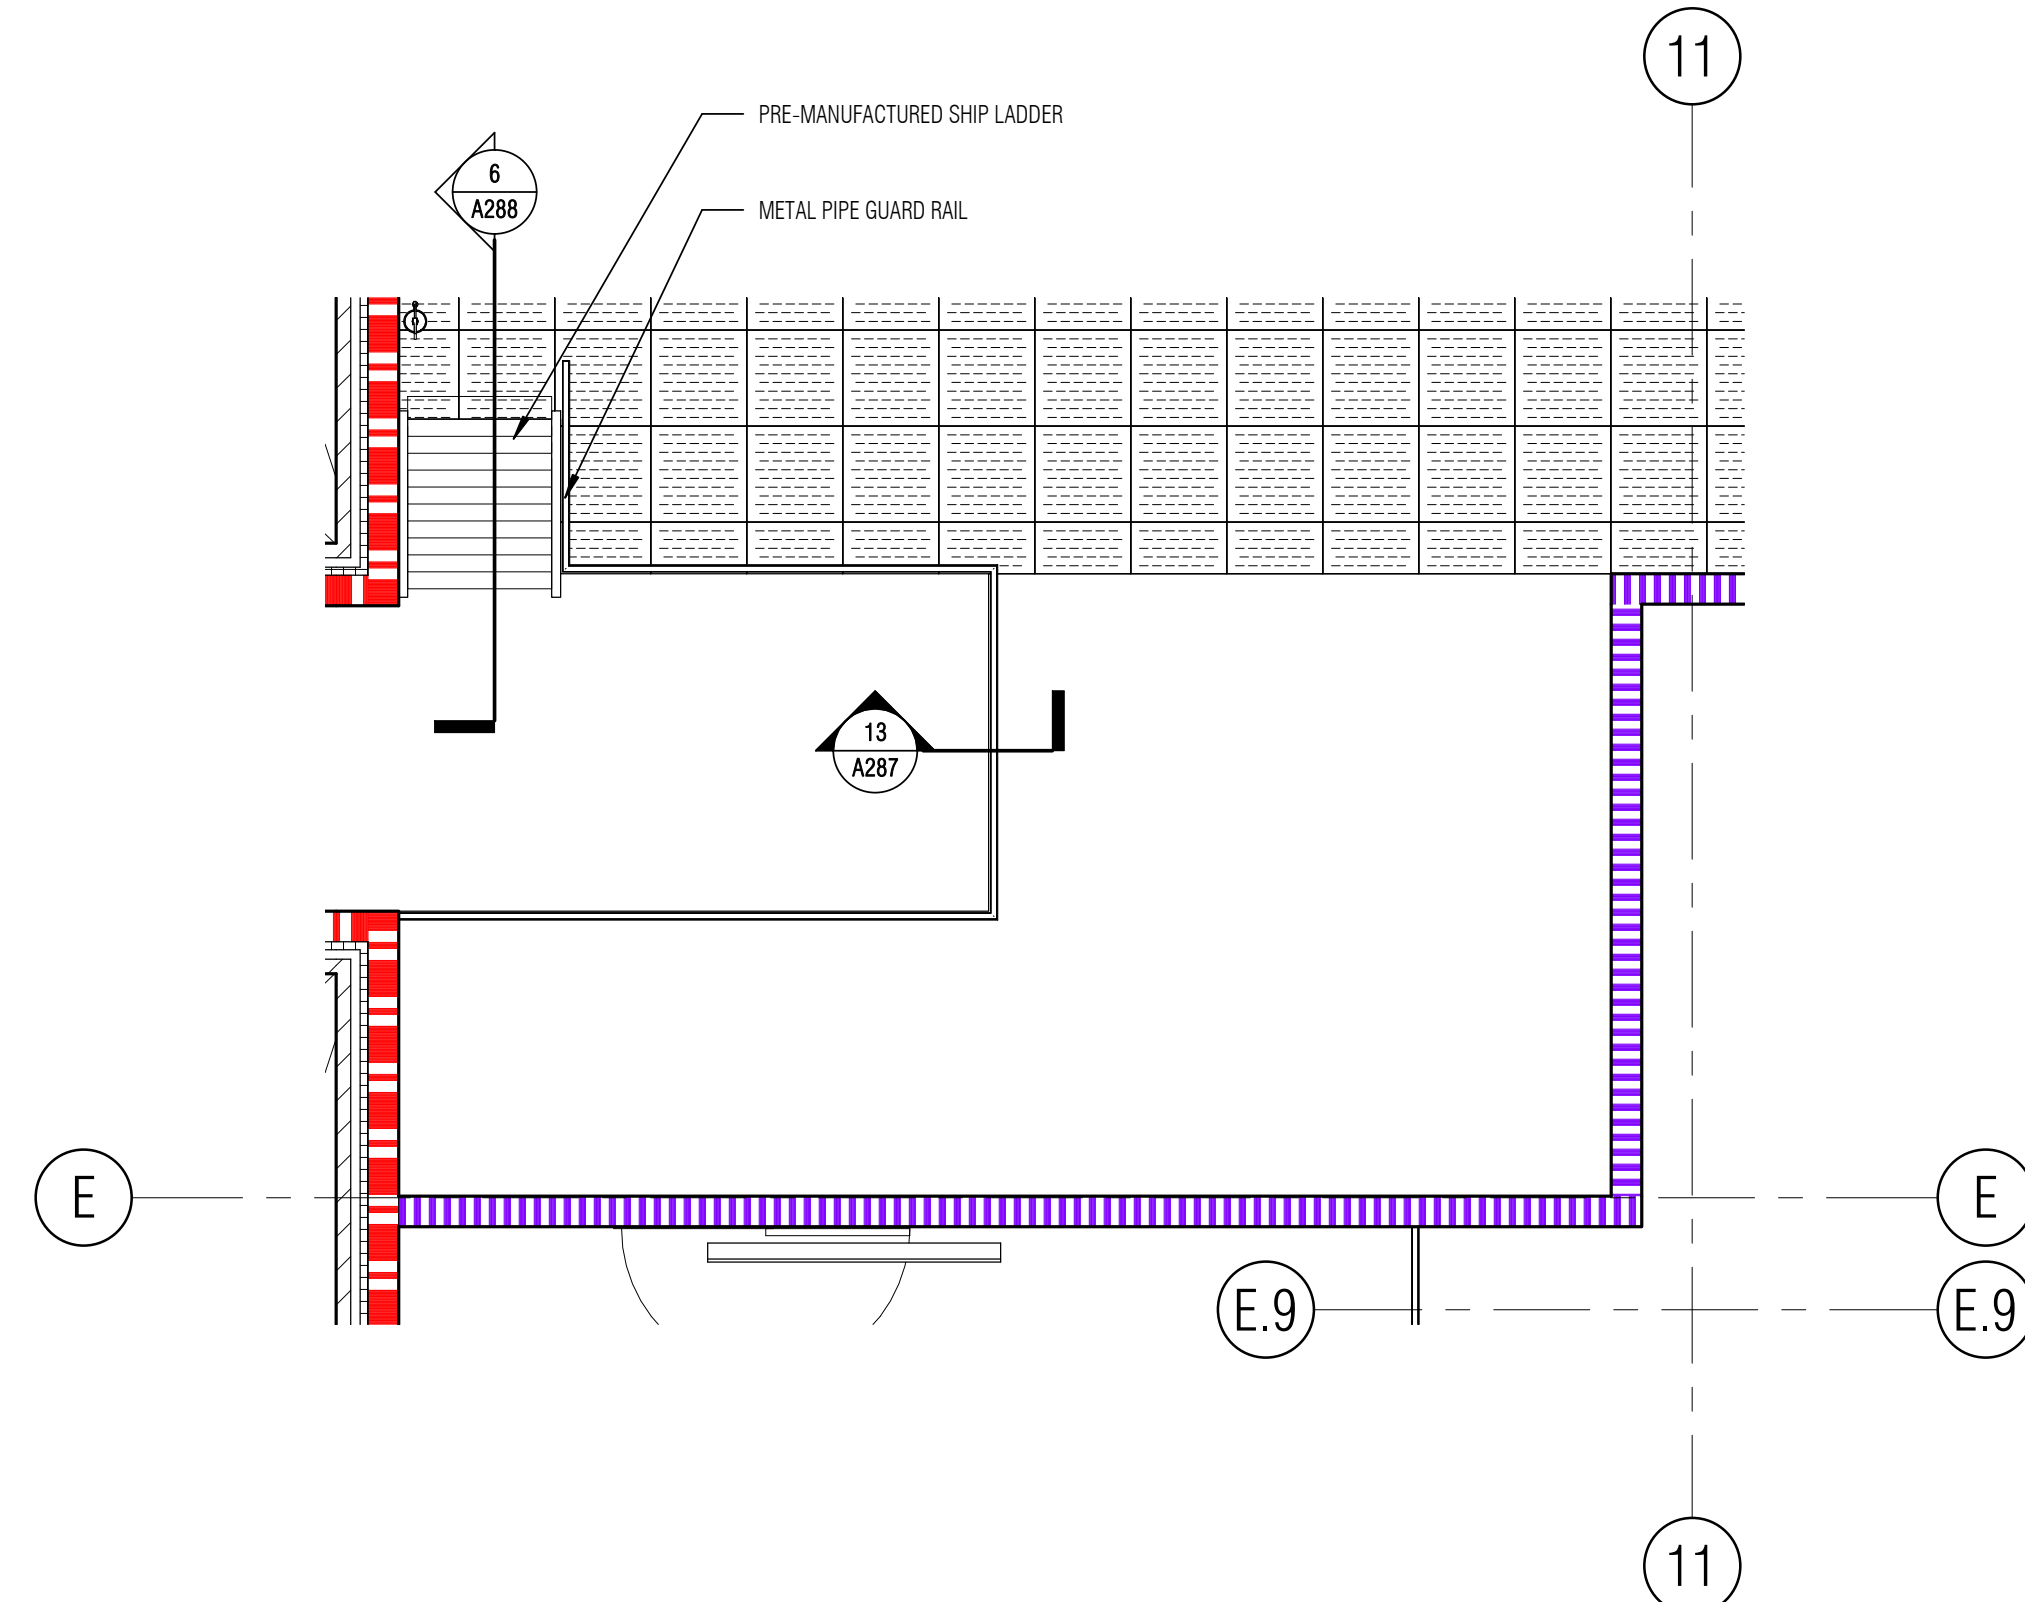 11
PRE-MANUFACTURED SHIP LADDER
6
A288
METAL PIPE GUARD RAIL
13
A287
E
E
E.9
E.9
11